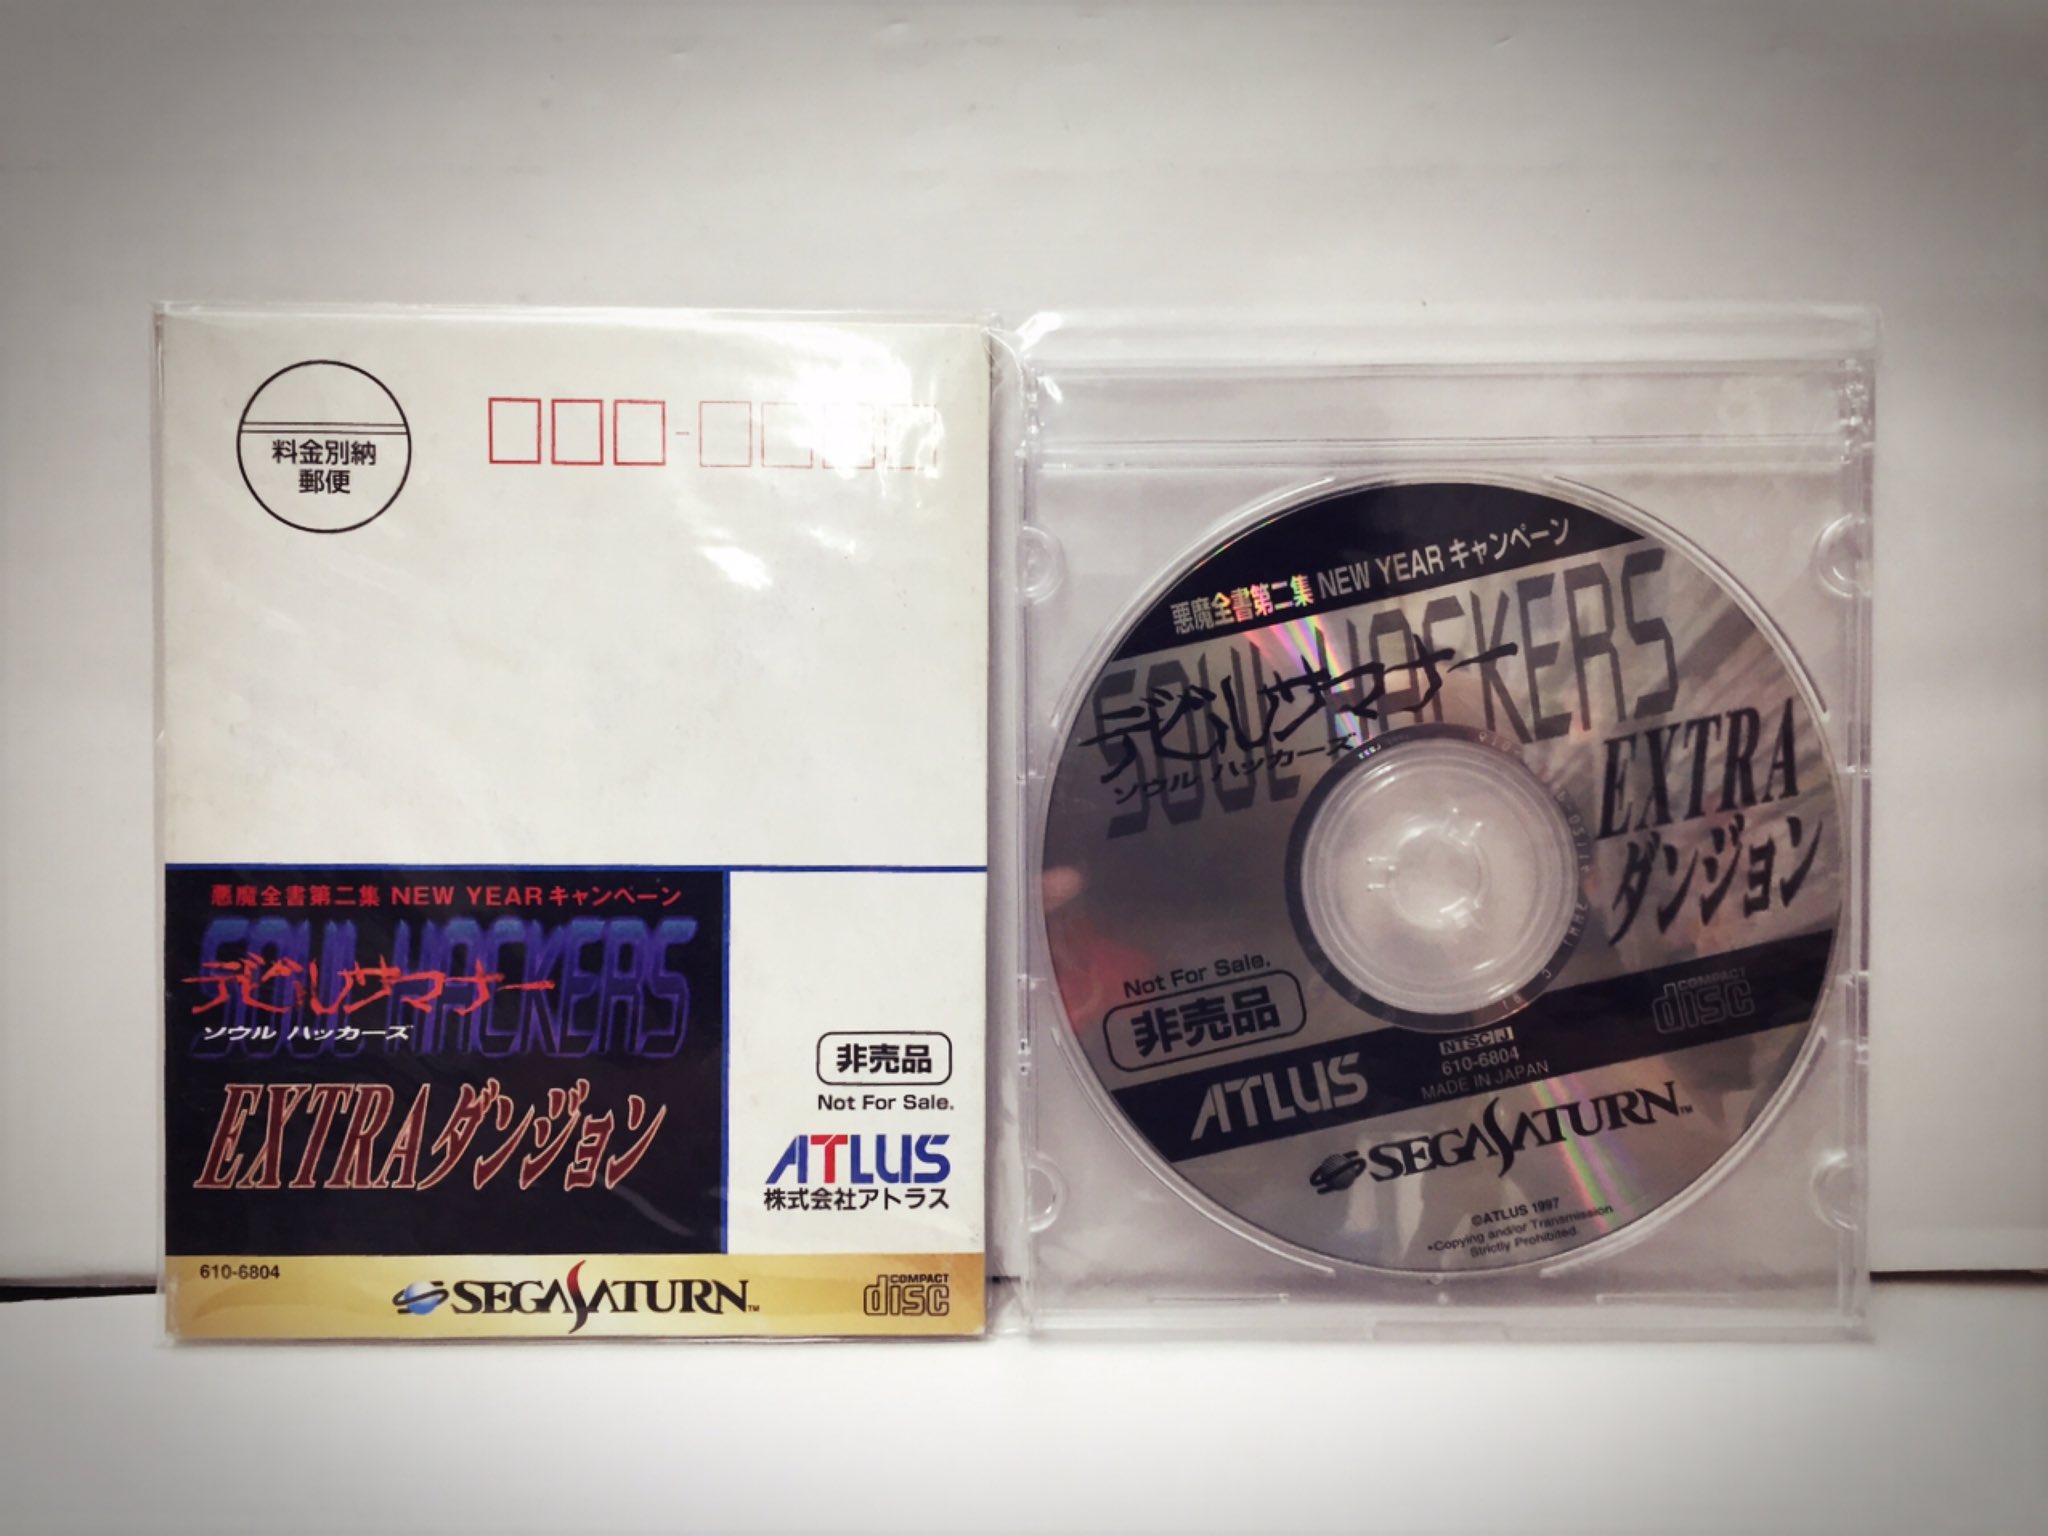 料金別納
郵便
悪魔全書第二集 NEW YEARキャンペーン
SOUL HACKERS
デビルサマナー
ソウル ハッカーズ
EXTRAダンジョン
非売品
Not For Sale.
ATLUS
株式会社アトラス
610-6804
SEGA SATURN™
COMPACT
disc
悪魔全書第二集 NEW YEAR キャンペーン
SOUL HACKERS
デビルサマナー
ソウル ハッカーズ
EXTRA
ダンジョン
Not For Sale.
非売品
ATLUS
NTSC J
610-6804
MADE IN JAPAN
COMPACT
disc
SEGA SATURN™
©ATLUS 1997
•Copying and/or Transmission
Strictly Prohibited.